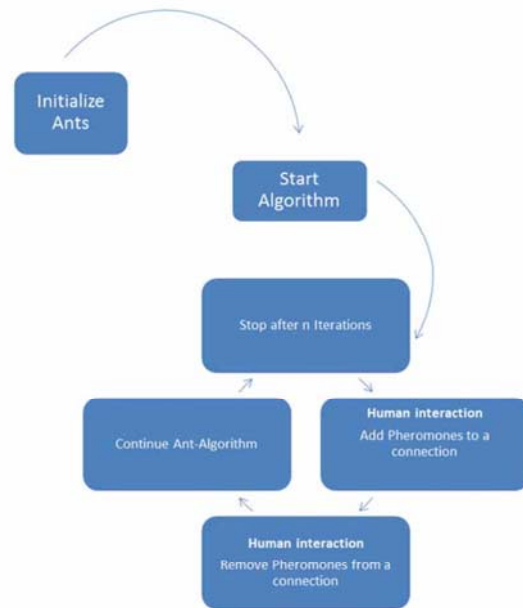 Initialize
Ants
Start
Algorithm
Stop after n Iterations
Human interaction
Add Pheromones to a
connection
Continue Ant-Algorithm
Human interaction
Remove Pheromones from a
connection